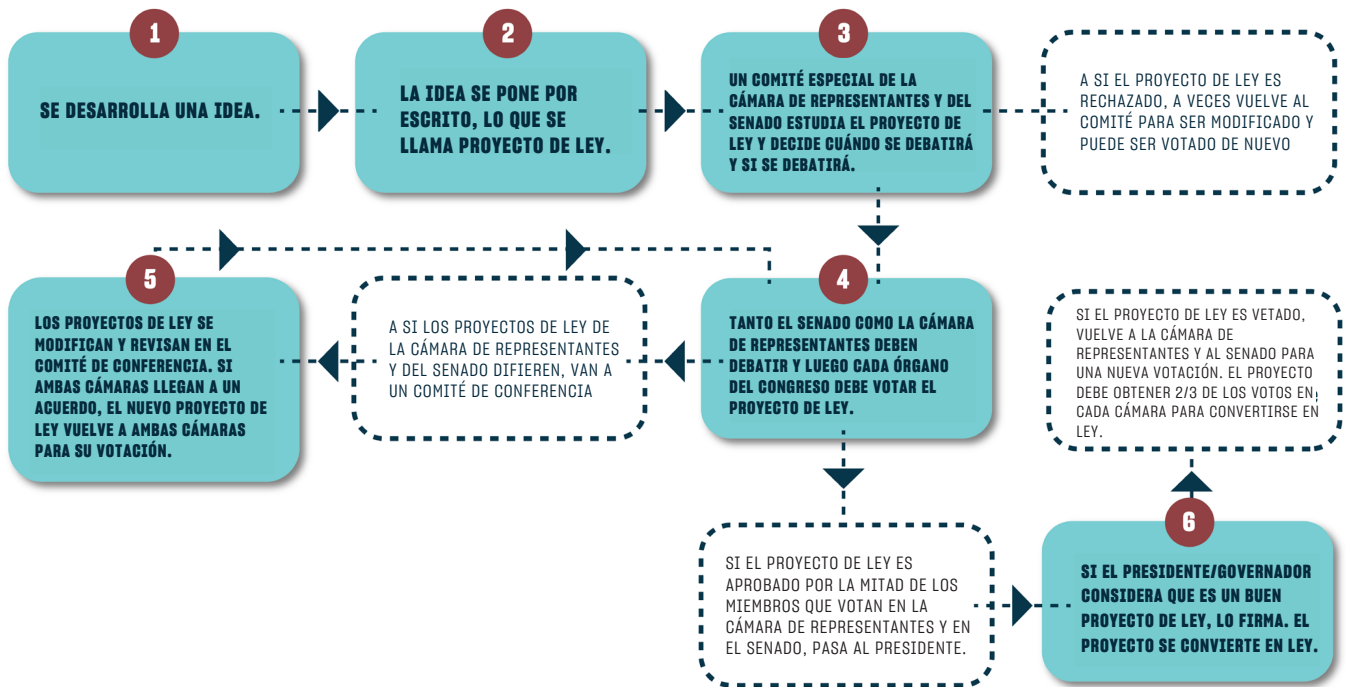 1
SE DESARROLLA UNA IDEA.
2
LA IDEA SE PONE POR
ESCRITO, LO QUE SE
LLAMA PROYECTO DE LEY.
3
UN COMITÉ ESPECIAL DE LA
CÁMARA DE REPRESENTANTES Y DEL
SENADO ESTUDIA EL PROYECTO DE
LEY Y DECIDE CUÁNDO SE DEBATIRÁ
Y SI SE DEBATIRÁ.
A SI EL PROYECTO DE LEY ES
RECHAZADO, A VECES VUELVE AL
COMITÉ PARA SER MODIFICADO Y
PUEDE SER VOTADO DE NUEVO
4
TANTO EL SENADO COMO LA CÁMARA
DE REPRESENTANTES DEBEN
DEBATIR Y LUEGO CADA ÓRGANO
DEL CONGRESO DEBE VOTAR EL
PROYECTO DE LEY.
A SI LOS PROYECTOS DE LEY DE
LA CÁMARA DE REPRESENTANTES
Y DEL SENADO DIFIEREN, VAN A
UN COMITÉ DE CONFERENCIA
5
LOS PROYECTOS DE LEY SE
MODIFICAN Y REVISAN EN EL
COMITÉ DE CONFERENCIA. SI
AMBAS CÁMARAS LLEGAN A UN
ACUERDO, EL NUEVO PROYECTO DE
LEY VUELVE A AMBAS CÁMARAS
PARA SU VOTACIÓN.
SI EL PROYECTO DE LEY ES
APROBADO POR LA MITAD DE LOS
MIEMBROS QUE VOTAN EN LA
CÁMARA DE REPRESENTANTES Y EN
EL SENADO, PASA AL PRESIDENTE.
6
SI EL PRESIDENTE/GOVERNADOR
CONSIDERA QUE ES UN BUEN
PROYECTO DE LEY, LO FIRMA. EL
PROYECTO SE CONVIERTE EN LEY.
SI EL PROYECTO DE LEY ES VETADO,
VUELVE A LA CÁMARA DE
REPRESENTANTES Y AL SENADO PARA
UNA NUEVA VOTACIÓN. EL PROYECTO
DEBE OBTENER 2/3 DE LOS VOTOS EN
CADA CÁMARA PARA CONVERTIRSE EN
LEY.